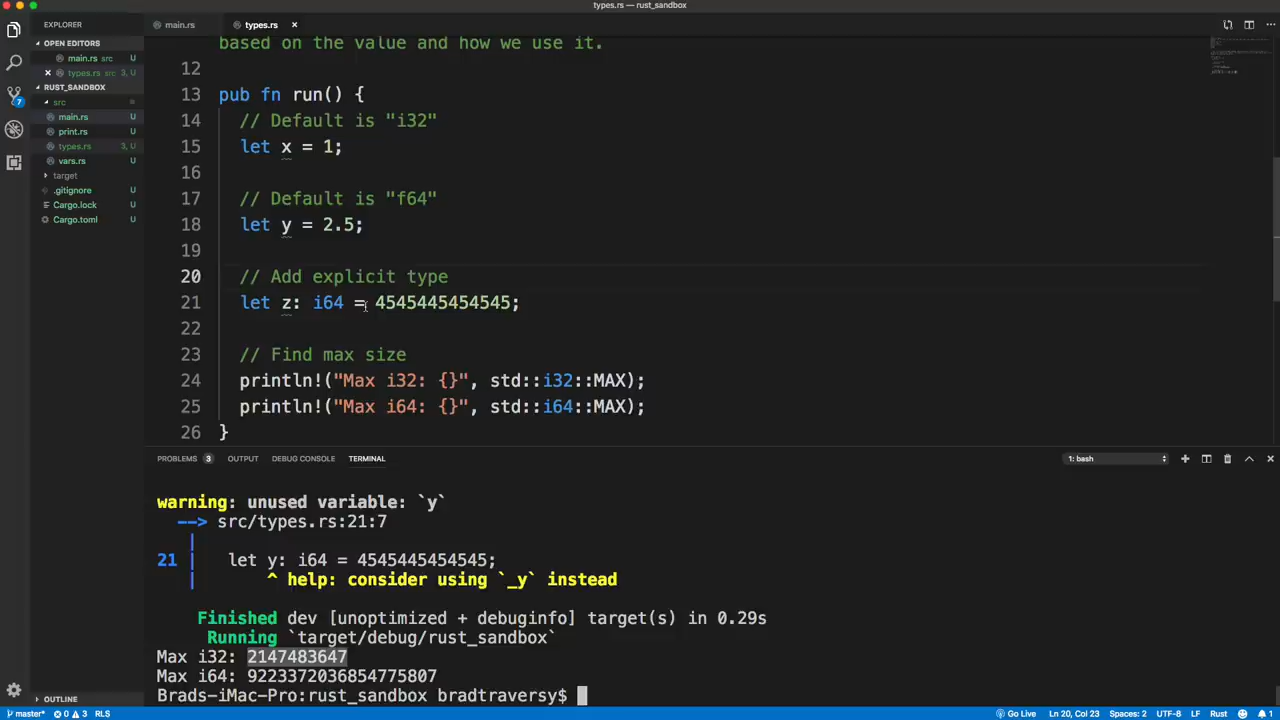 types.rs — rust_sandbox
EXPLORER
main.rs
types.rs ×
OPEN EDITORS
main.rs src U
× types.rs src 3, U
RUST_SANDBOX
src
main.rs U
print.rs U
types.rs 3, U
vars.rs U
target
.gitignore U
Cargo.lock U
Cargo.toml U
OUTLINE
7
based on the value and how we use it.
12
13 pub fn run() {
14 // Default is "i32"
15 let x = 1;
16
17 // Default is "f64"
18 let y = 2.5;
19
20 // Add explicit type
21 let z: i64 = 4545445454545;
22
23 // Find max size
24 println!("Max i32: {}", std::i32::MAX);
25 println!("Max i64: {}", std::i64::MAX);
26 }
PROBLEMS 3 OUTPUT DEBUG CONSOLE TERMINAL 1: bash
warning: unused variable: `y`
--> src/types.rs:21:7
|
21 | let y: i64 = 4545445454545;
| ^ help: consider using `_y` instead
Finished dev [unoptimized + debuginfo] target(s) in 0.29s
Running `target/debug/rust_sandbox`
Max i32: 2147483647
Max i64: 9223372036854775807
Brads-iMac-Pro:rust_sandbox bradtraversy$
master* 0 3 RLS Go Live Ln 20, Col 23 Spaces: 2 UTF-8 LF Rust 1